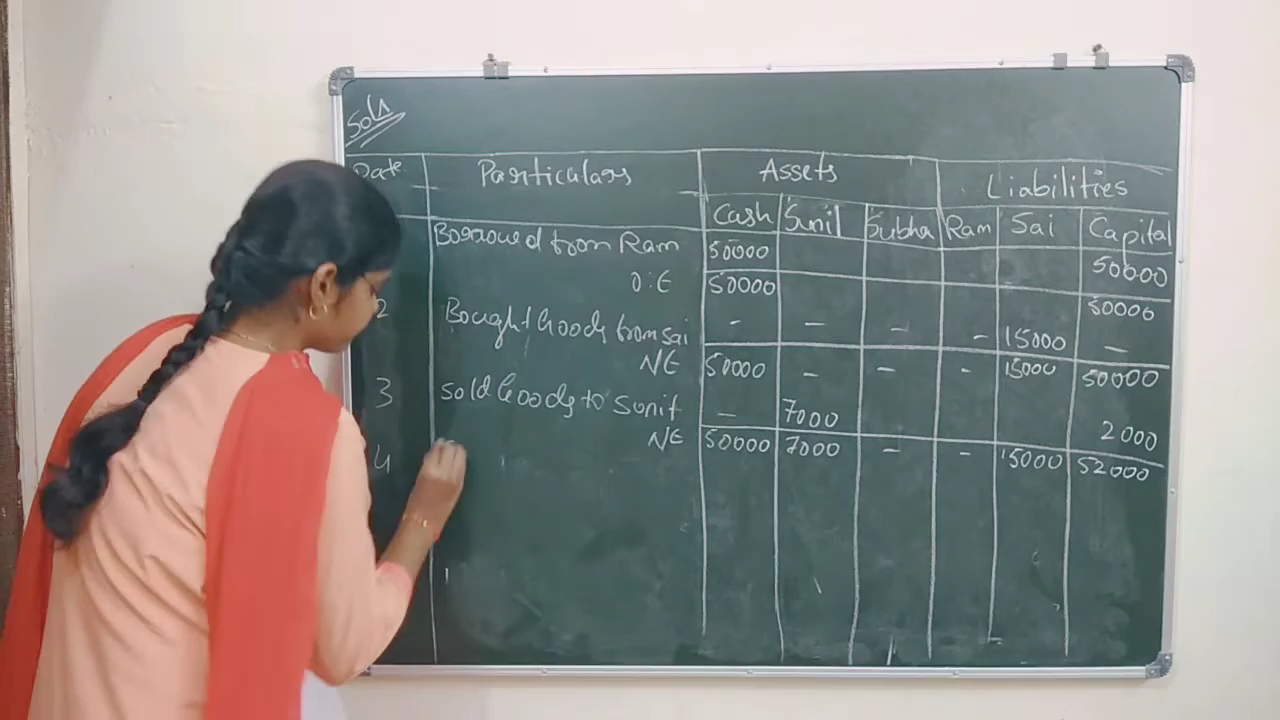 Soln
Date Particulars Assets Liabilities
Cash Sunil Subha Ram Sai Capital
Borrowed from Ram 50000 50000
O:E 50000 50000
2 Bought Goods from Sai - - - - 15000 -
NE 50000 - - - 15000 50000
3 Sold Goods to Sunil - 7000 2000
NE 50000 7000 - - 15000 52000
4